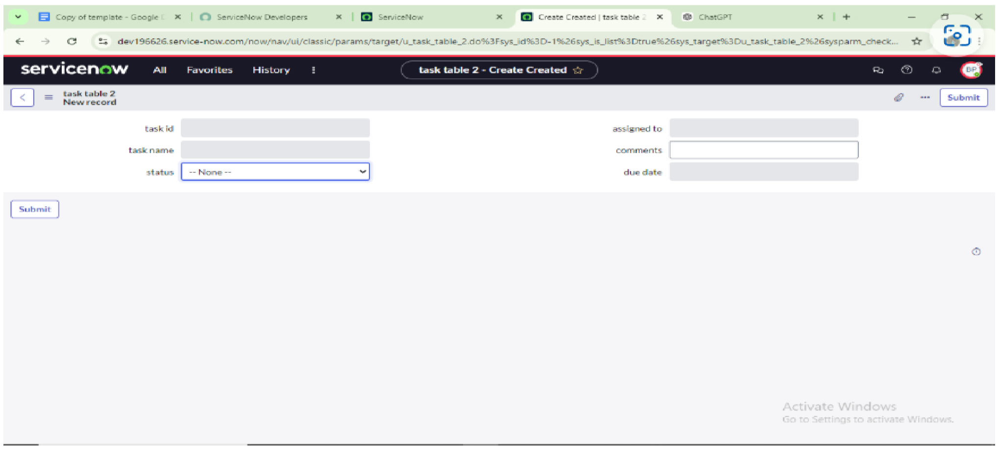 Copy of template - Google D
ServiceNow Developers
ServiceNow
Create Created | task table 2
ChatGPT
dev196626.service-now.com/now/nav/ui/classic/params/target/u_task_table_2.do%3Fsys_id%3D-1%26sys_is_list%3Dtrue%26sys_target%3Du_task_table_2%26sysparm_check...
servicenow All Favorites History task table 2 - Create Created BP
task table 2
New record
Submit
task id
assigned to
task name
comments
status -- None --
due date
Submit
Activate Windows
Go to Settings to activate Windows.